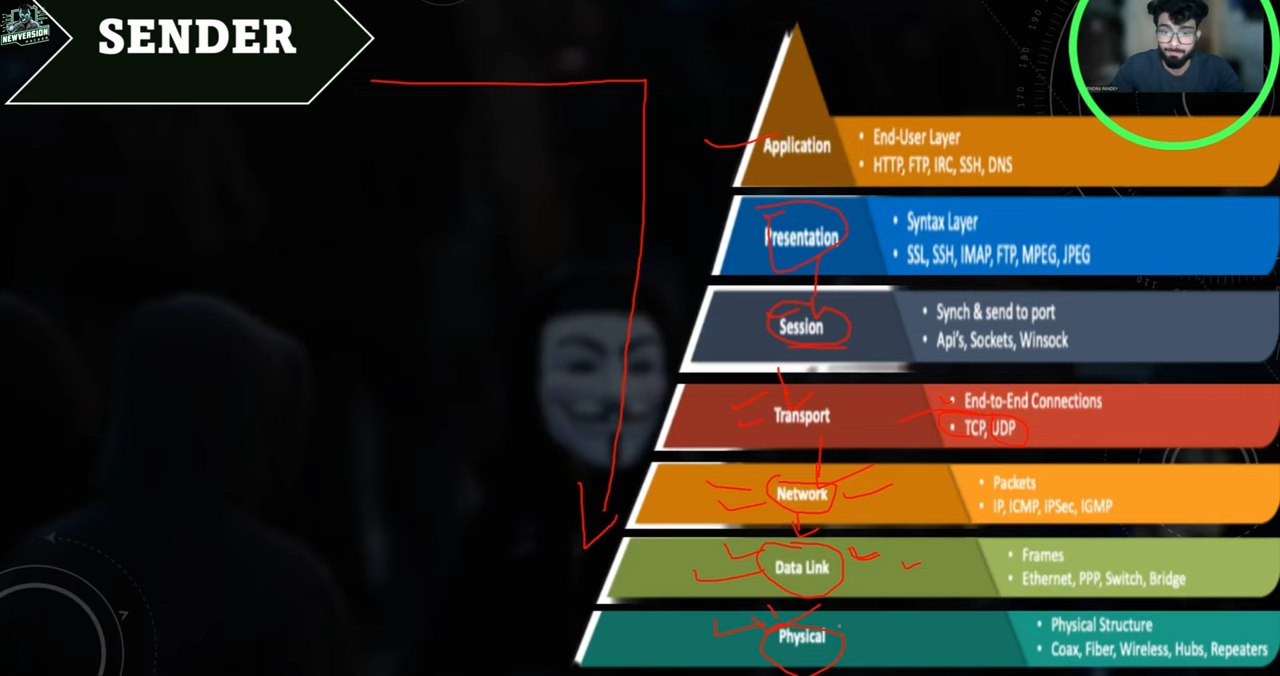 NEWVERSION
HACKER
SENDER
Application
• End-User Layer
• HTTP, FTP, IRC, SSH, DNS
Presentation
• Syntax Layer
• SSL, SSH, IMAP, FTP, MPEG, JPEG
Session
• Synch & send to port
• Api's, Sockets, Winsock
Transport
• End-to-End Connections
• TCP, UDP
Network
• Packets
• IP, ICMP, IPSec, IGMP
Data Link
• Frames
• Ethernet, PPP, Switch, Bridge
Physical
• Physical Structure
• Coax, Fiber, Wireless, Hubs, Repeaters